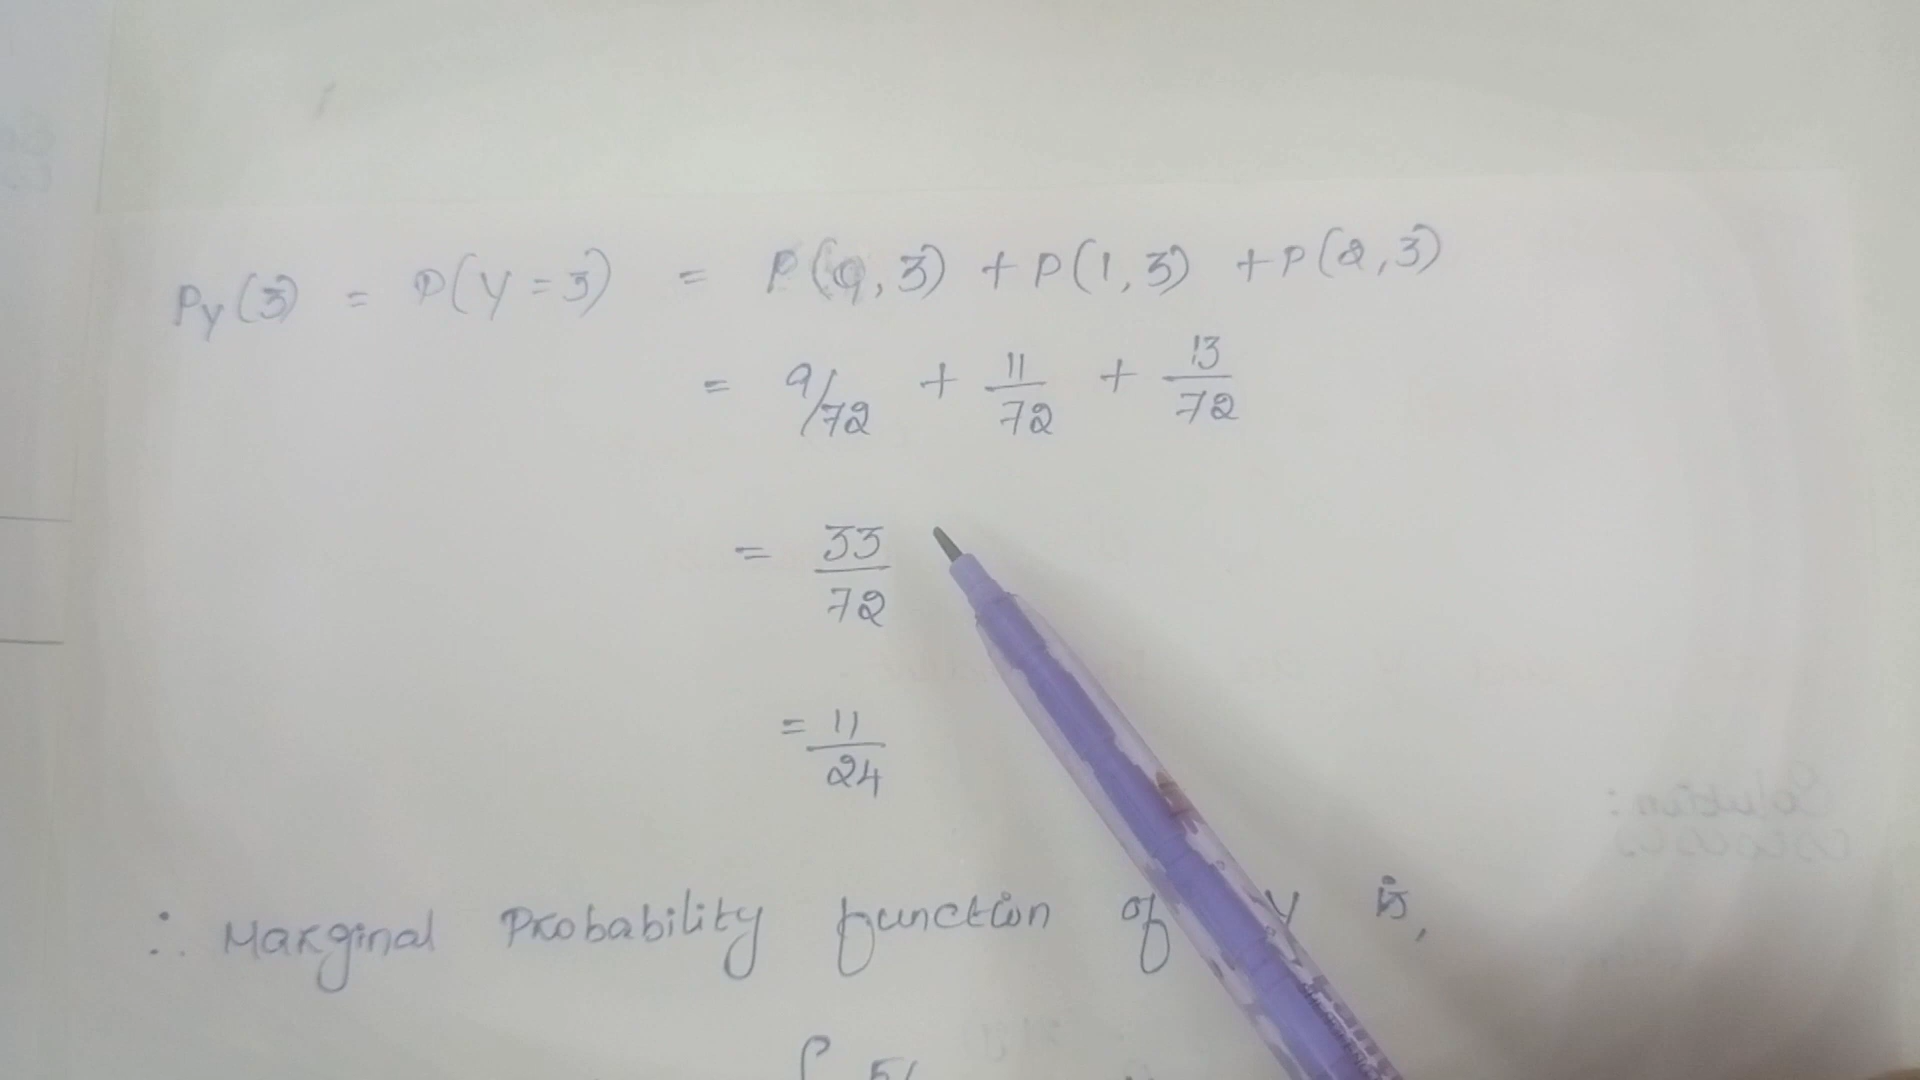 P_Y(3) = P(Y=3) = P(0,3) + P(1,3) + P(2,3)
= 9/72 + 11/72 + 13/72
= 33/72
= 11/24
∴ Marginal Probability function of Y is,